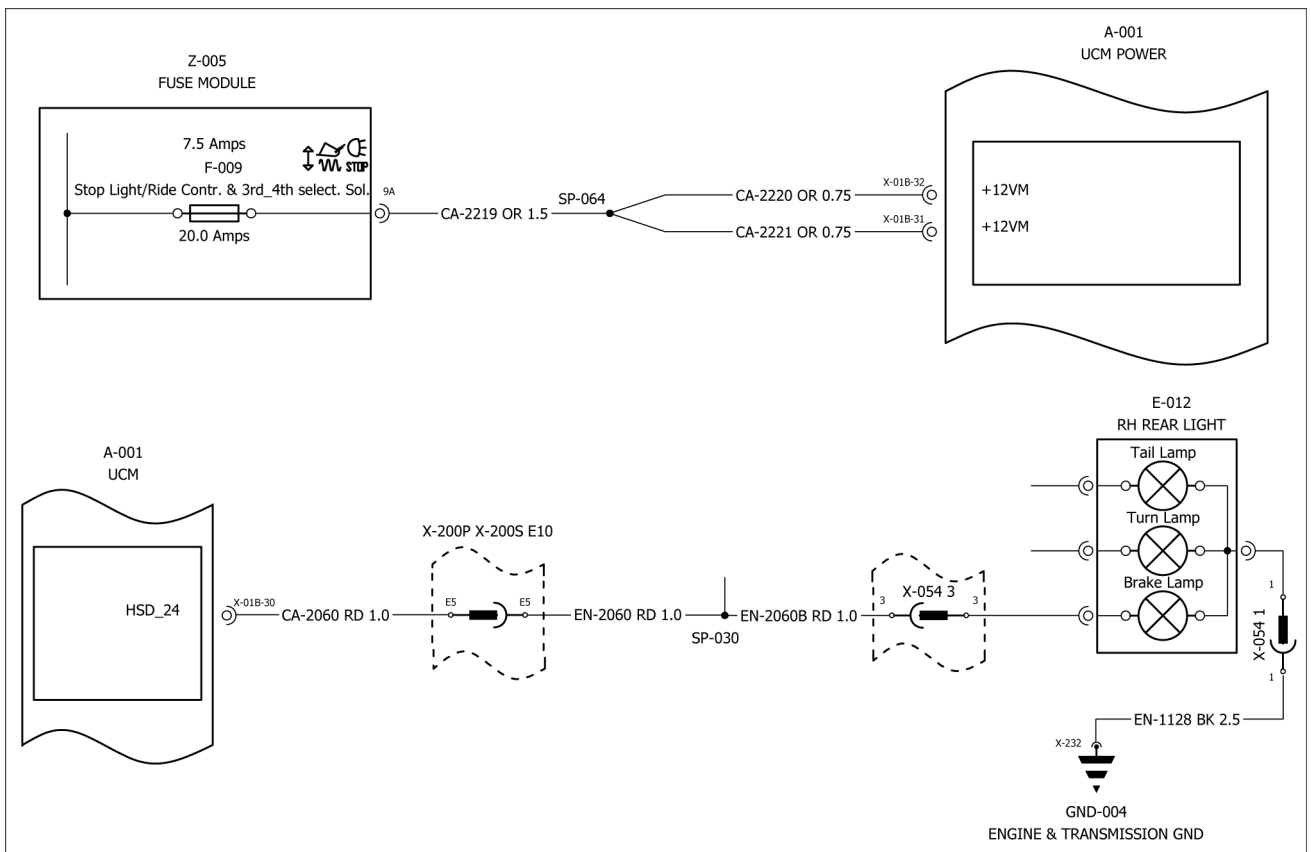 Z-005
FUSE MODULE
7.5 Amps
F-009
STOP
Stop Light/Ride Contr. & 3rd_4th select. Sol.
20.0 Amps
9A
CA-2219 OR 1.5
SP-064
CA-2220 OR 0.75
CA-2221 OR 0.75
X-01B-32
X-01B-31
A-001
UCM POWER
+12VM
+12VM
A-001
UCM
HSD_24
X-01B-30
CA-2060 RD 1.0
X-200P X-200S E10
E5
E5
EN-2060 RD 1.0
SP-030
EN-2060B RD 1.0
3
X-054 3
3
E-012
RH REAR LIGHT
Tail Lamp
Turn Lamp
Brake Lamp
1
X-054 1
1
EN-1128 BK 2.5
X-232
GND-004
ENGINE & TRANSMISSION GND